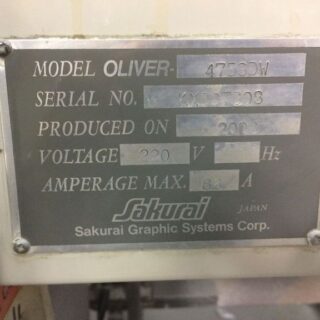 MODEL OLIVER-
SERIAL NO.
PRODUCED ON
VOLTAGE 220 V Hz
AMPERAGE MAX. A
Sakurai JAPAN
Sakurai Graphic Systems Corp.